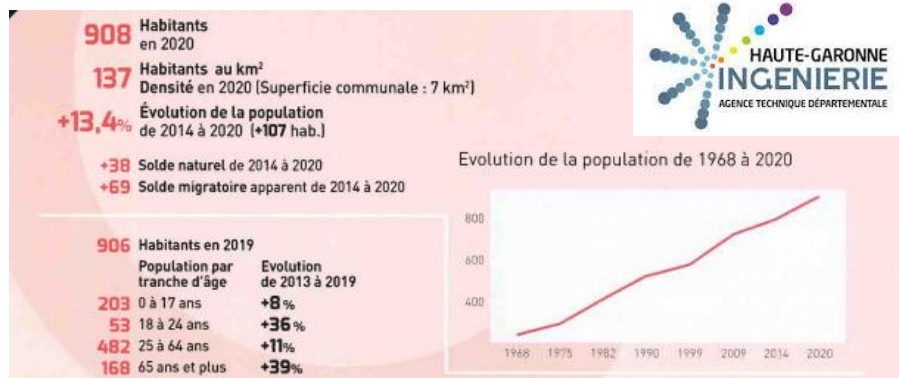 908 Habitants
en 2020
137 Habitants au km²
Densité en 2020 (Superficie communale : 7 km²)
+13,4% Évolution de la population
de 2014 à 2020 (+107 hab.)
+38 Solde naturel de 2014 à 2020
+69 Solde migratoire apparent de 2014 à 2020
906 Habitants en 2019
Population par tranche d'âge
Evolution de 2013 à 2019
203 0 à 17 ans +8%
53 18 à 24 ans +36%
482 25 à 64 ans +11%
168 65 ans et plus +39%
HAUTE-GARONNE
INGENIERIE
AGENCE TECHNIQUE DÉPARTEMENTALE
Evolution de la population de 1968 à 2020
800
600
400
1968 1975 1982 1990 1999 2009 2014 2020